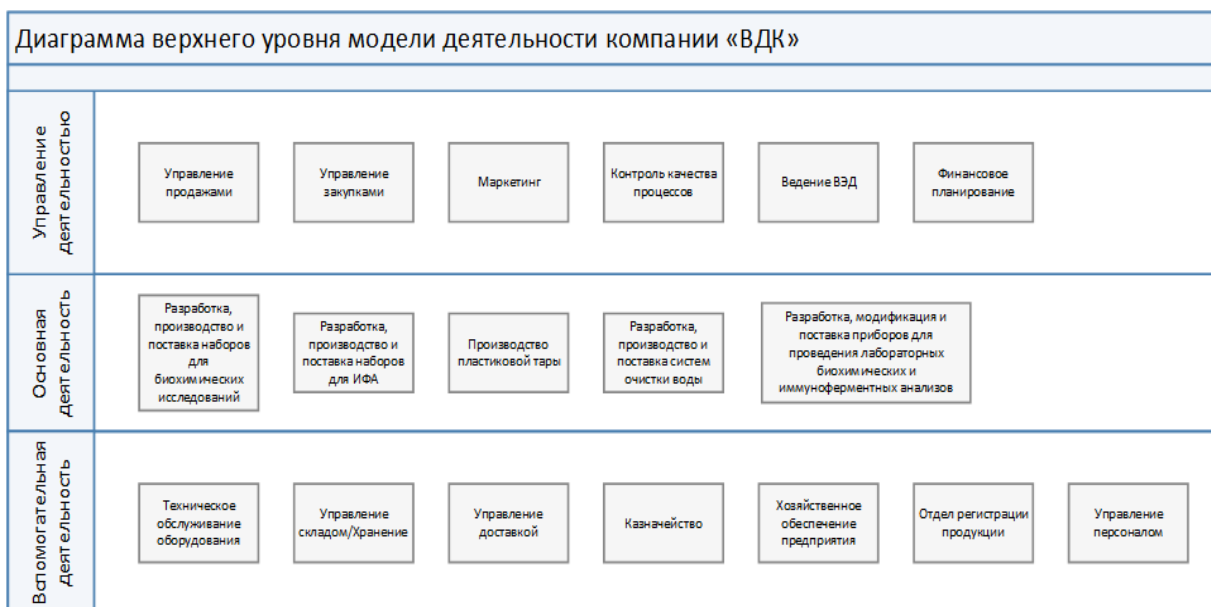 Диаграмма верхнего уровня модели деятельности компании «ВДК»
Управление
деятельностью
Управление
продажами
Управление
закупками
Маркетинг
Контроль качества
процессов
Ведение ВЭД
Финансовое
планирование
Основная
деятельность
Разработка,
производство и
поставка наборов
для
биохимических
исследований
Разработка,
производство и
поставка наборов
для ИФА
Производство
пластиковой тары
Разработка,
производство и
поставка систем
очистки воды
Разработка, модификация и
поставка приборов для
проведения лабораторных
биохимических и
иммуноферментных анализов
Вспомогательная
деятельность
Техническое
обслуживание
оборудования
Управление
складом/Хранение
Управление
доставкой
Казначейство
Хозяйственное
обеспечение
предприятия
Отдел регистрации
продукции
Управление
персоналом